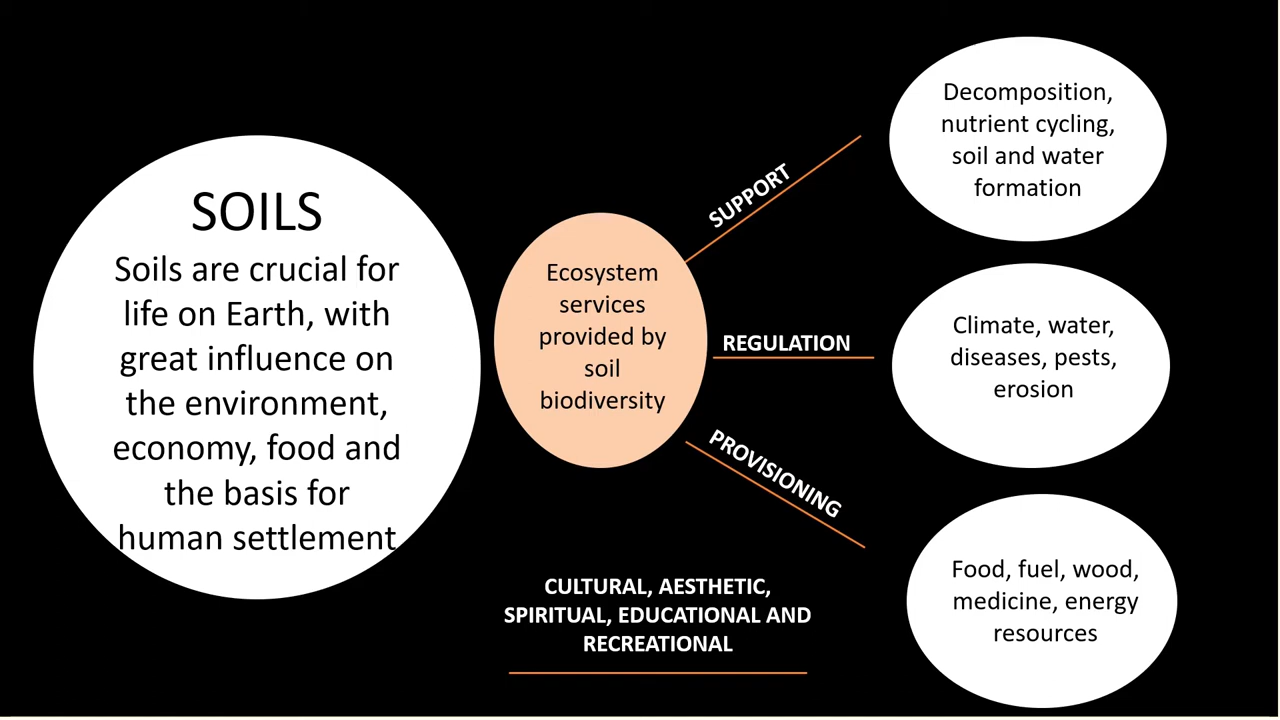 SOILS
Soils are crucial for
life on Earth, with
great influence on
the environment,
economy, food and
the basis for
human settlement
Ecosystem
services
provided by
soil
biodiversity
SUPPORT
Decomposition,
nutrient cycling,
soil and water
formation
REGULATION
Climate, water,
diseases, pests,
erosion
PROVISIONING
Food, fuel, wood,
medicine, energy
resources
CULTURAL, AESTHETIC,
SPIRITUAL, EDUCATIONAL AND
RECREATIONAL